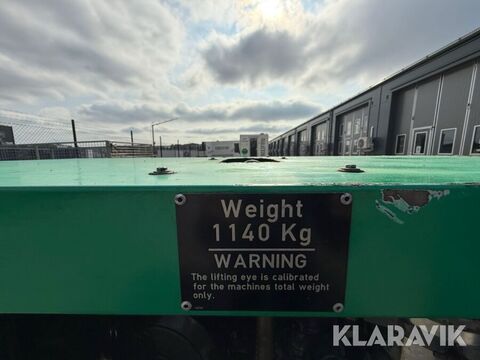 Weight
1140 Kg
WARNING
The lifting eye is calibrated
for the machines total weight
only.
KLARAVIK